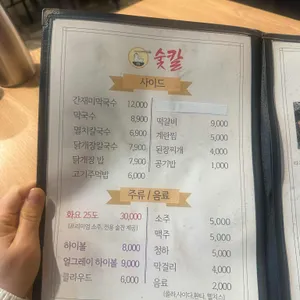 숯칼
사이드
간재미막국수 12,000
막국수 8,900
멸치칼국수 6,900
닭개장칼국수 7,900
닭개장 밥 7,900
고기주먹밥 6,000
떡갈비 9,000
계란찜 5,000
된장찌개 4,000
공기밥 1,000
주류 / 음료
화요 25도 30,000
하이볼 8,000
얼그레이 하이볼 9,000
클라우드 6,000
소주 5,000
맥주 5,000
청하 5,000
막걸리 4,000
음료 2,000